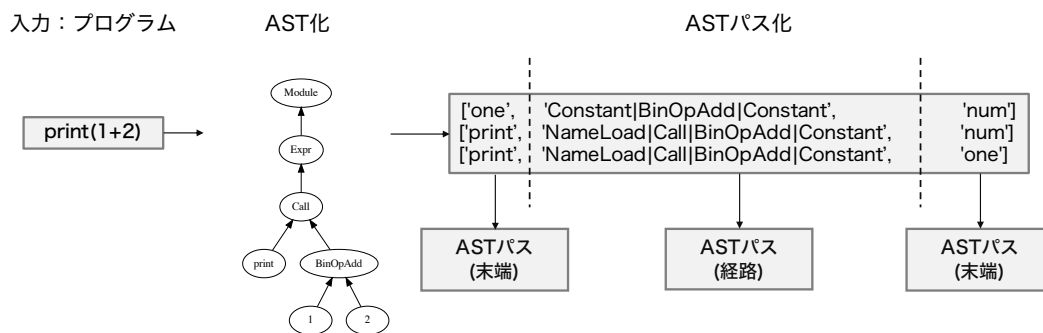 入力：プログラム
AST化
ASTパス化
print(1+2)
Module
Expr
Call
print
BinOpAdd
1
2
['one', 'Constant|BinOpAdd|Constant', 'num']
['print', 'NameLoad|Call|BinOpAdd|Constant', 'num']
['print', 'NameLoad|Call|BinOpAdd|Constant', 'one']
ASTパス
(末端)
ASTパス
(経路)
ASTパス
(末端)